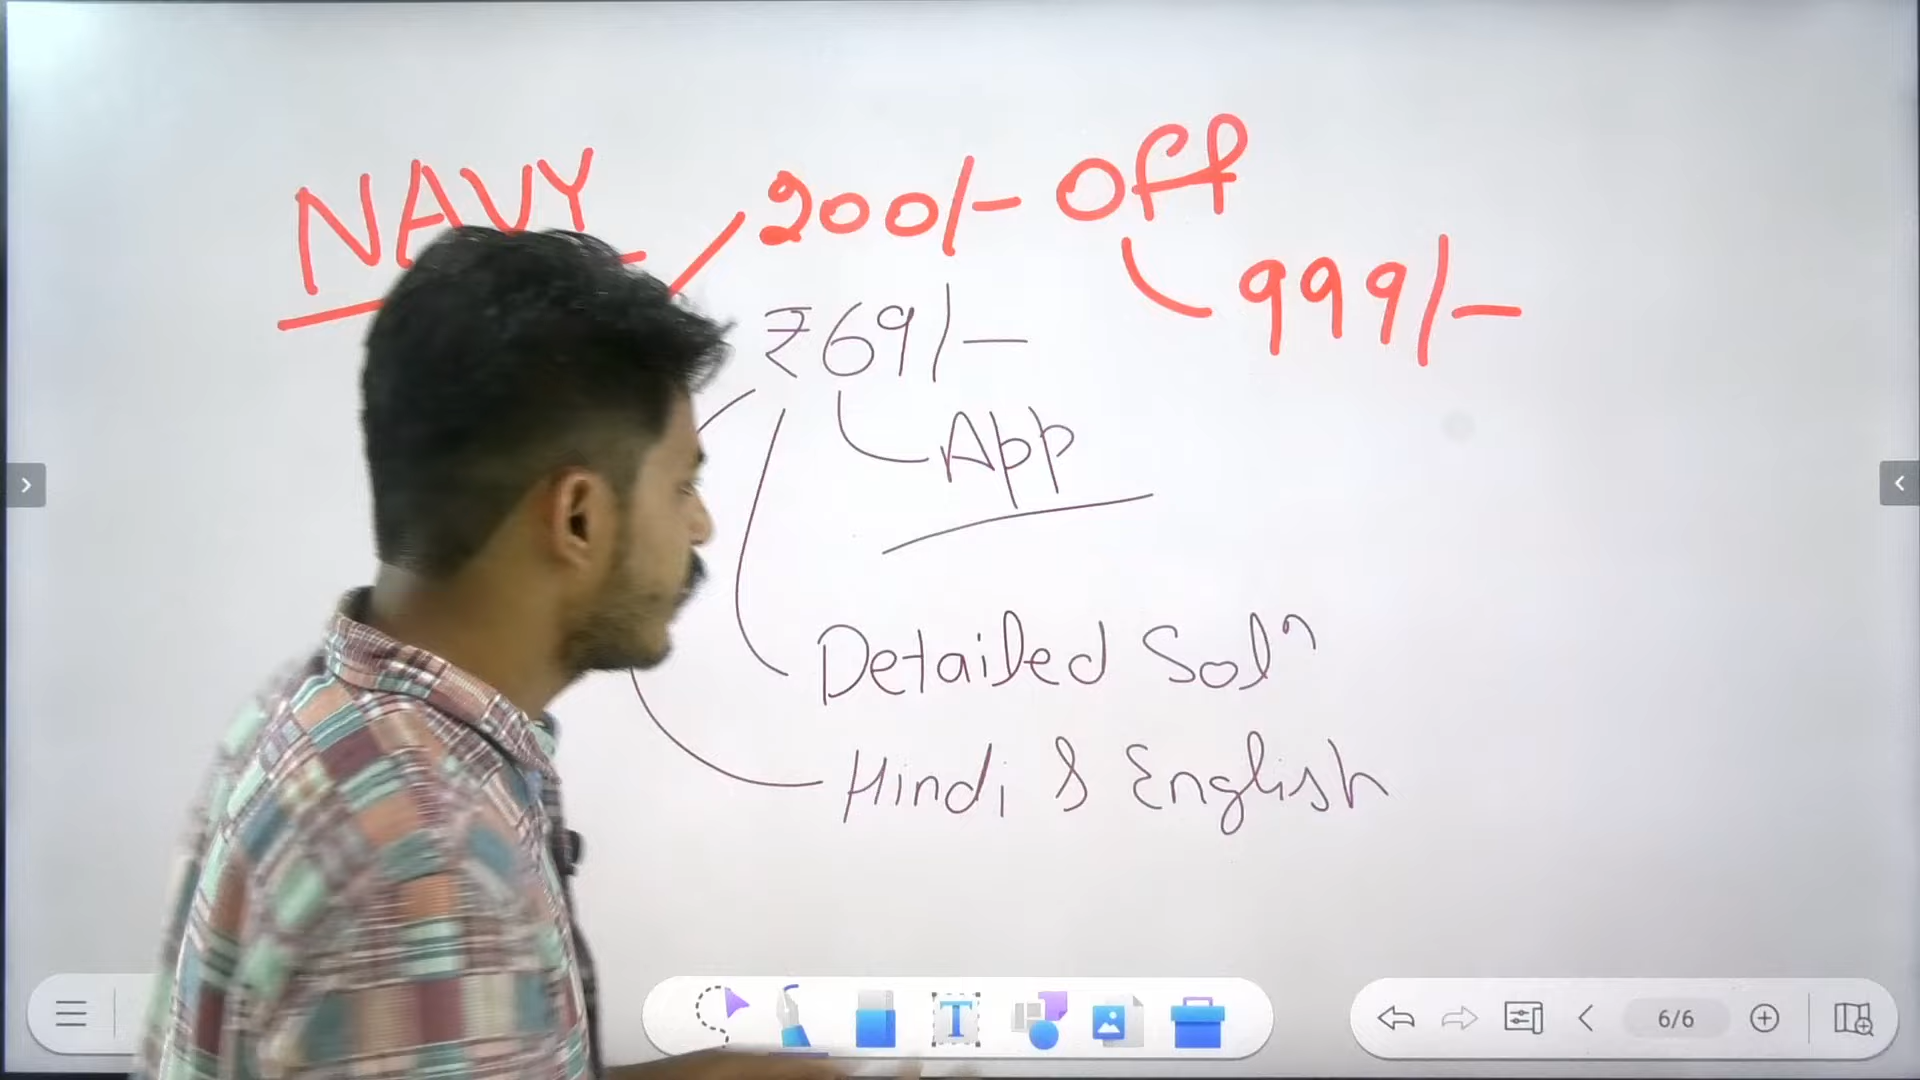 NAVY 200/- Off
999/-
₹69/-
App
Detailed Solⁿ
Hindi & English
T
6/6